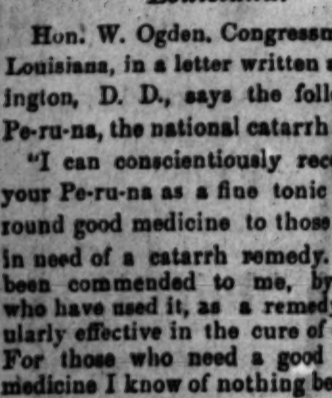 Hon. W. Ogden. Congressm
Louisiana, in a letter written
ington, D. D., says the foll
Pe-ru-na, the national catarrh
"I can conscientiously rec
your Pe-ru-na as a fine tonic
round good medicine to those
in need of a catarrh remedy.
been commended to me, by
who have used it, as a remedy
ularly effective in the cure of
For those who need a good
medicine I know of nothing be